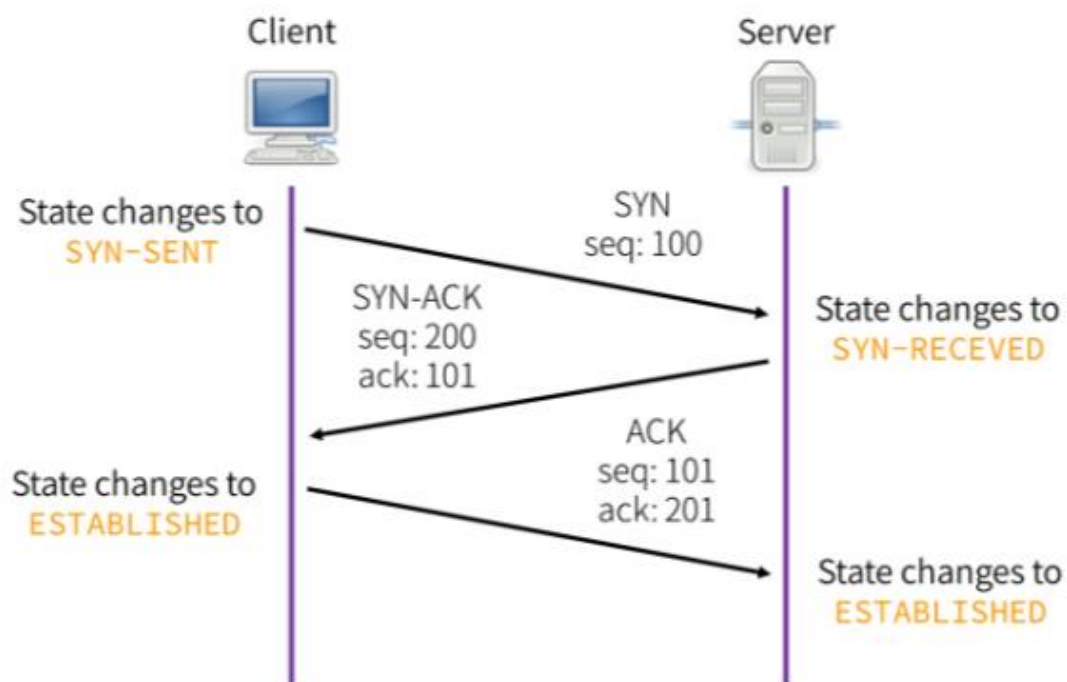 Client
Server
State changes to
SYN-SENT
SYN
seq: 100
SYN-ACK
seq: 200
ack: 101
State changes to
SYN-RECEVED
State changes to
ESTABLISHED
ACK
seq: 101
ack: 201
State changes to
ESTABLISHED